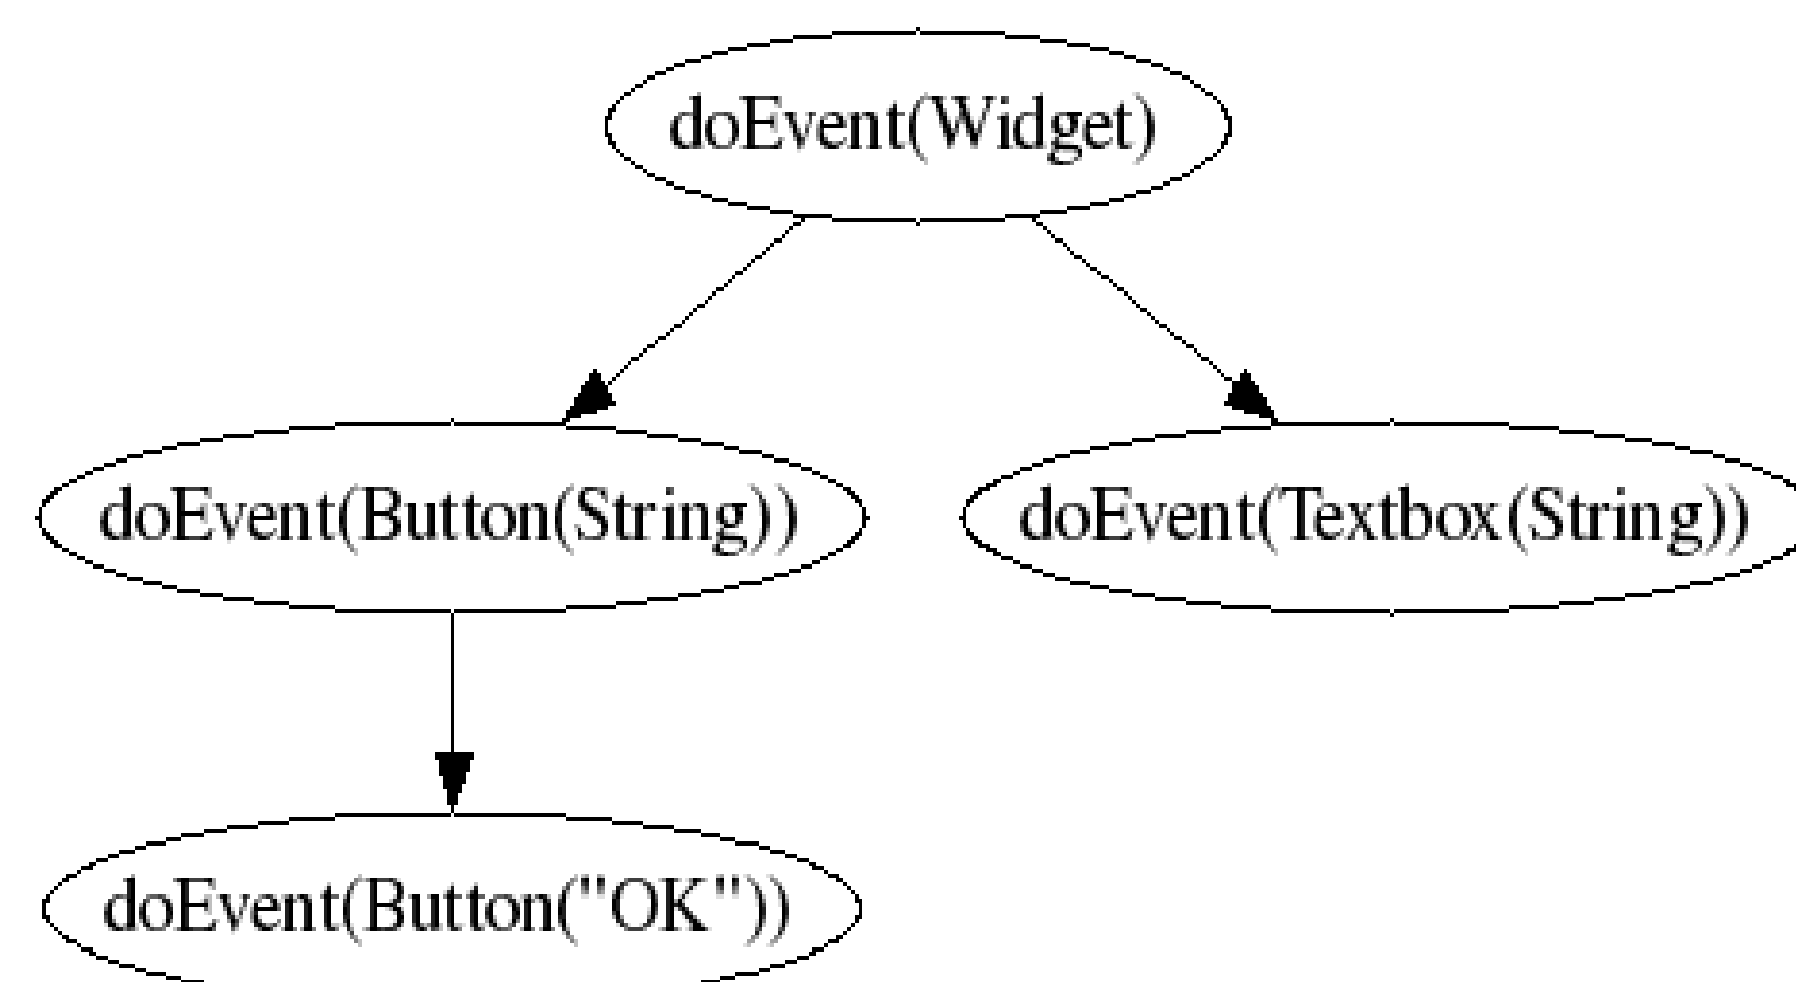 doEvent(Widget)
doEvent(Button(String))
doEvent(Textbox(String))
doEvent(Button("OK"))